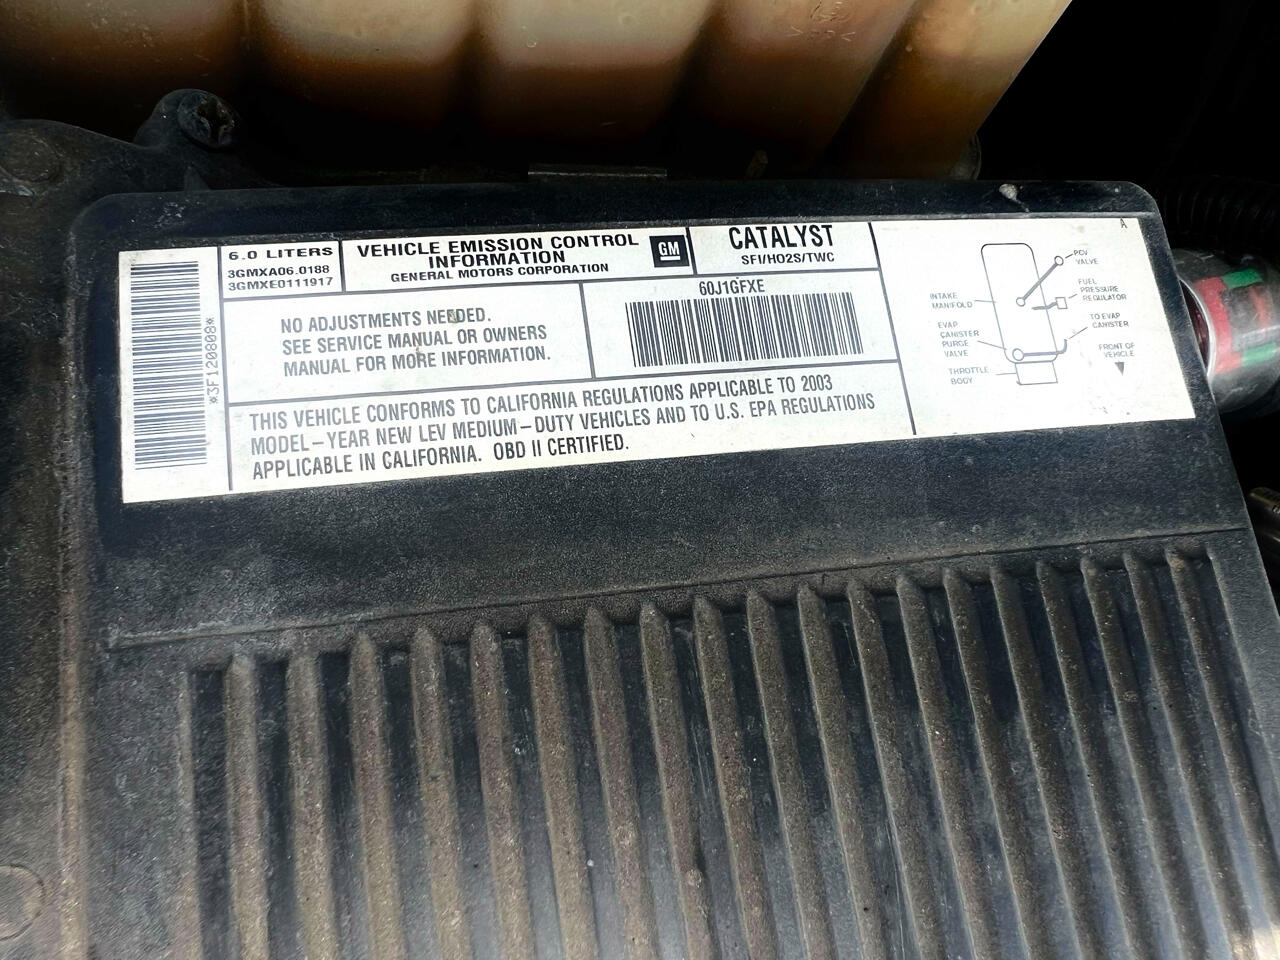 *3F120808*
6.0 LITERS
3GMXA06.0188
3GMXE0111917
VEHICLE EMISSION CONTROL
INFORMATION
GENERAL MOTORS CORPORATION
GM
CATALYST
SFI/HO2S/TWC
NO ADJUSTMENTS NEEDED.
SEE SERVICE MANUAL OR OWNERS
MANUAL FOR MORE INFORMATION.
60J1GFXE
THIS VEHICLE CONFORMS TO CALIFORNIA REGULATIONS APPLICABLE TO 2003
MODEL-YEAR NEW LEV MEDIUM-DUTY VEHICLES AND TO U.S. EPA REGULATIONS
APPLICABLE IN CALIFORNIA. OBD II CERTIFIED.
A
PCV
VALVE
FUEL
PRESSURE
REGULATOR
INTAKE
MANIFOLD
TO EVAP
CANISTER
EVAP
CANISTER
PURGE
VALVE
FRONT OF
VEHICLE
THROTTLE
BODY